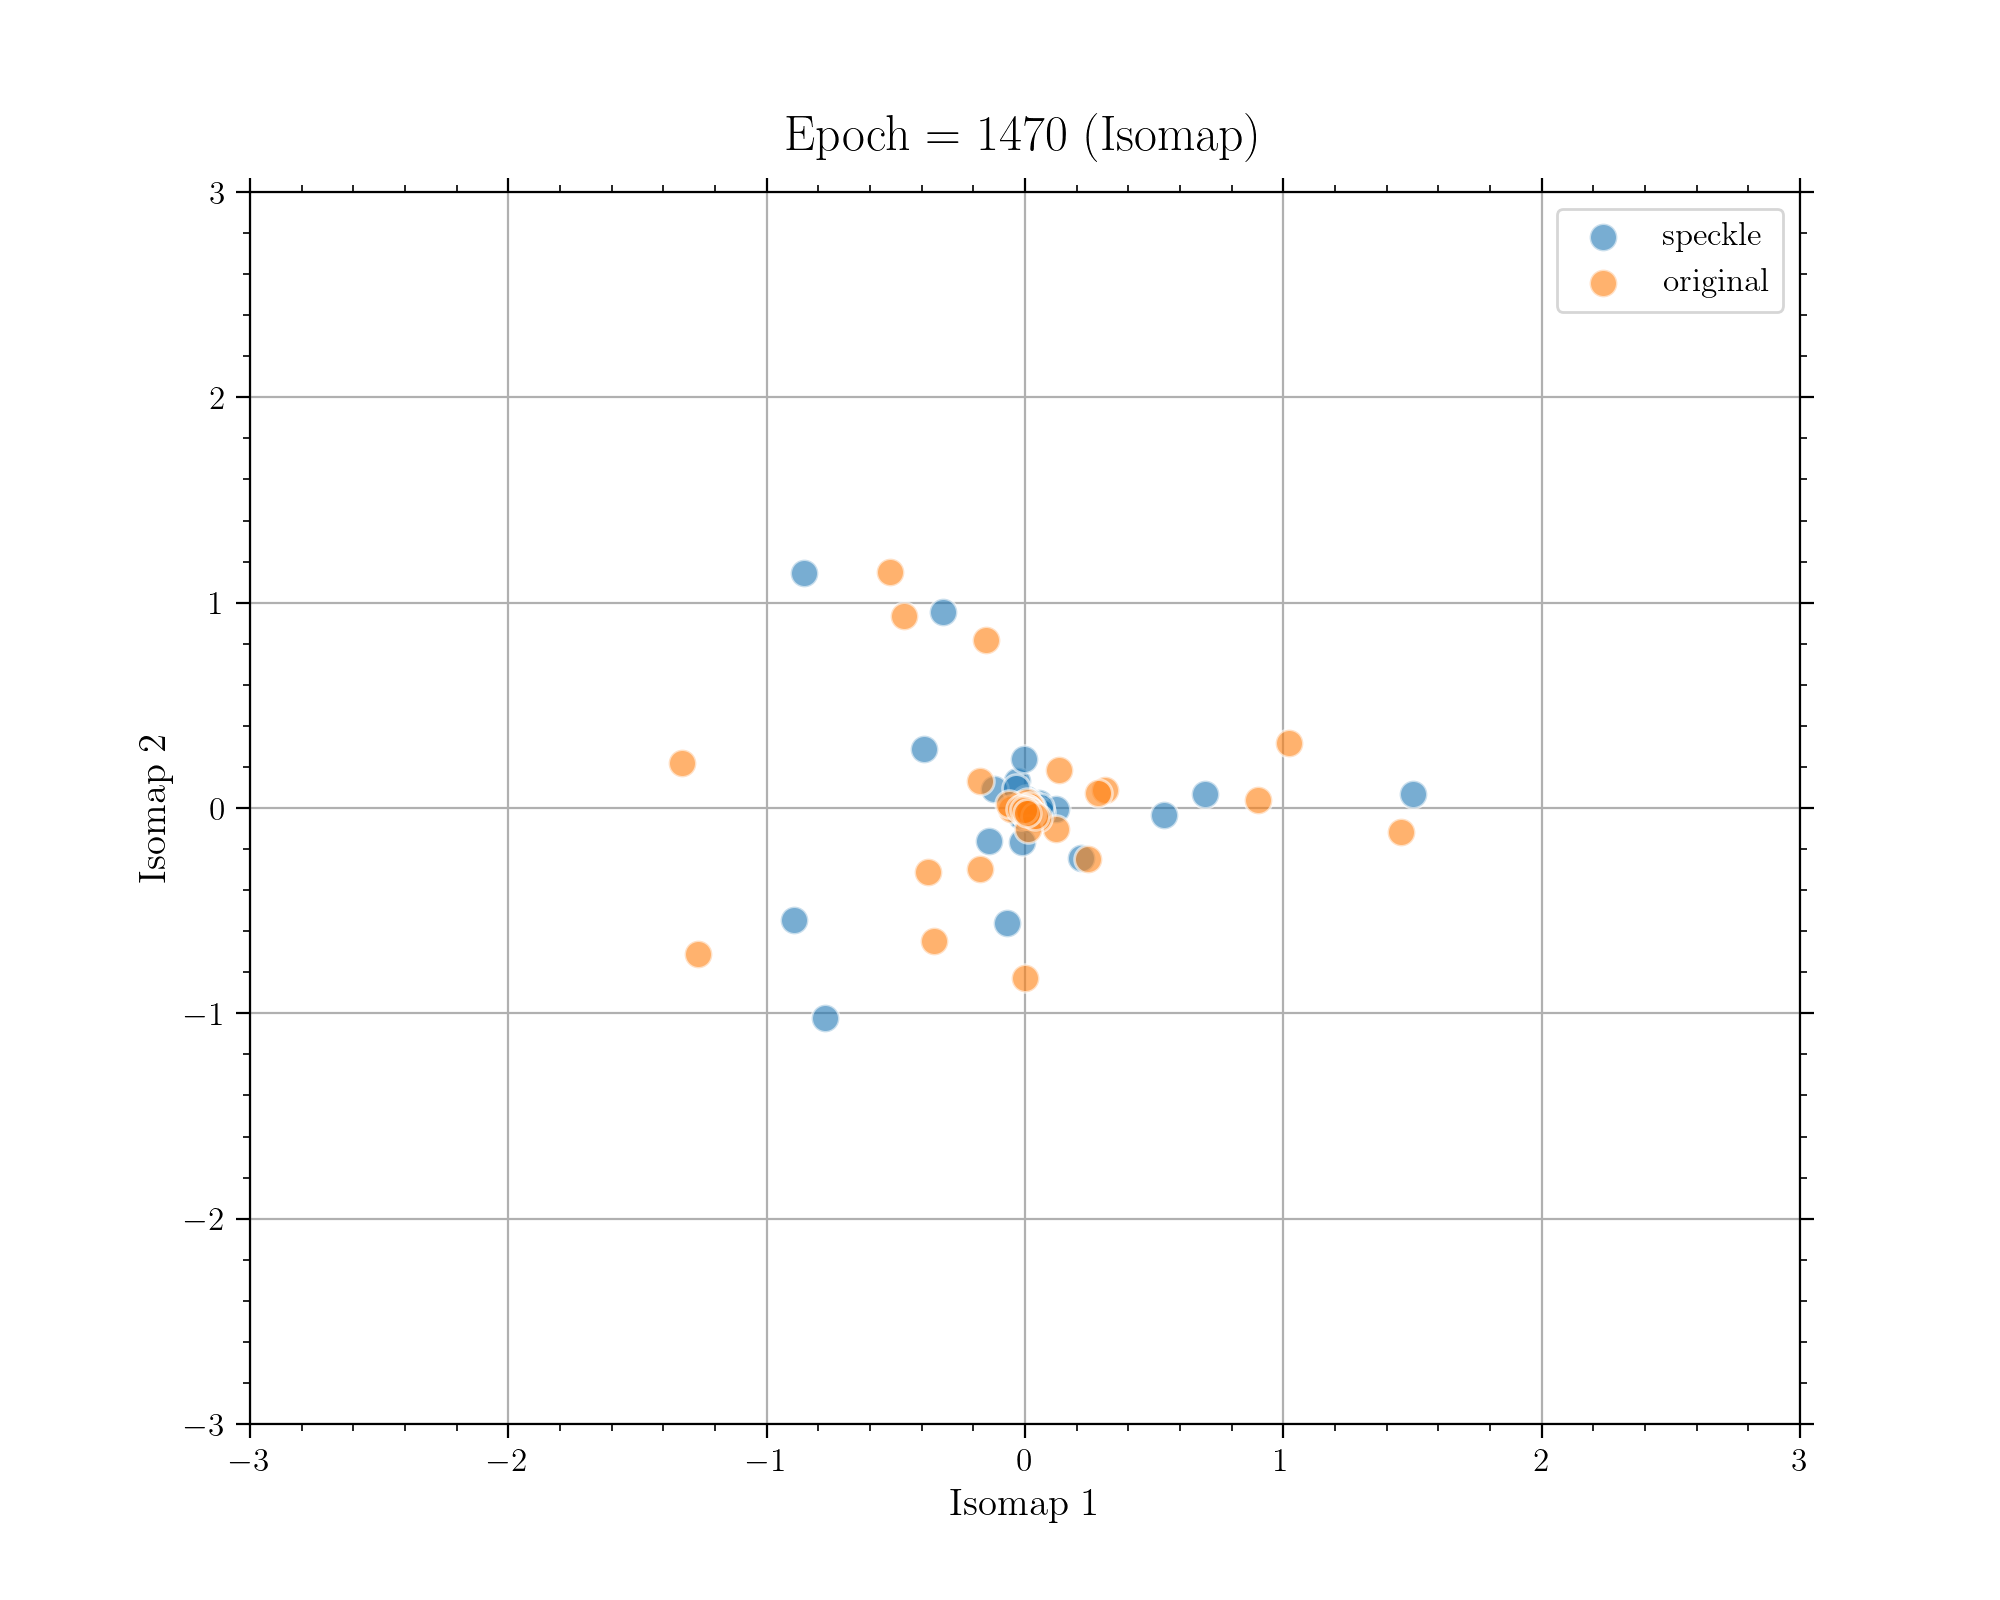 Epoch = 1470 (Isomap)
speckle
original
3
2
1
0
−1
−2
−3
Isomap 2
−3
−2
−1
0
1
2
3
Isomap 1